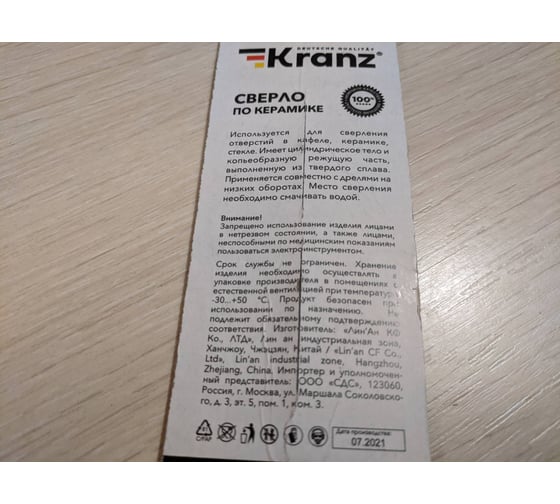 DEUTSCHE QUALITÄT
Kranz®
СВЕРЛО
ПО КЕРАМИКЕ
100%
Используется для сверления
отверстий в кафеле, керамике,
стекле. Имеет цилиндрическое тело и
копьеобразную режущую часть,
выполненную из твердого сплава.
Применяется совместно с дрелями на
низких оборотах. Место сверления
необходимо смачивать водой.
Внимание!
Запрещено использование изделия лицами
в нетрезвом состоянии, а также лицами,
неспособными по медицинским показаниям
пользоваться электроинструментом.
Срок службы не ограничен. Хранение
изделия необходимо осуществлять в
упаковке производителя в помещениях с
естественной вентиляцией при температуре
-30...+50 °С. Продукт безопасен при
использовании по назначению. Не
подлежит обязательному подтверждению
соответствия. Изготовитель: «Лин'Ан КФ
Ко., ЛТД», Лин ан индустриальная зона,
Ханчжоу, Чжэцзян, Китай / «Lin'an CF Co.,
Ltd», Lin'an industrial zone, Hangzhou,
Zhejiang, China. Импортер и уполномочен-
ный представитель: ООО «СДС», 123060,
Россия, г. Москва, ул. Маршала Соколовско-
го, д. 3, эт. 5, пом. 1, ком. 3.
C/PAP
Дата производства:
07.2021